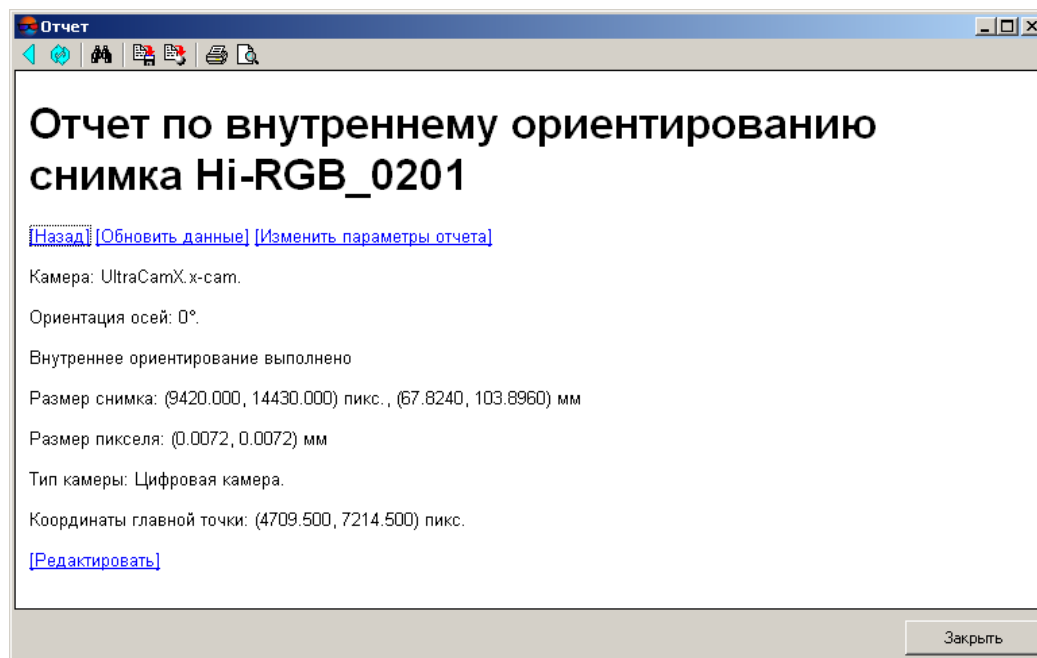 Отчет
Отчет по внутреннему ориентированию
снимка Hi-RGB_0201
[Назад] [Обновить данные] [Изменить параметры отчета]
Камера: UltraCamX.x-cam.
Ориентация осей: 0°.
Внутреннее ориентирование выполнено
Размер снимка: (9420.000, 14430.000) пикс., (67.8240, 103.8960) мм
Размер пикселя: (0.0072, 0.0072) мм
Тип камеры: Цифровая камера.
Координаты главной точки: (4709.500, 7214.500) пикс.
[Редактировать]
Закрыть